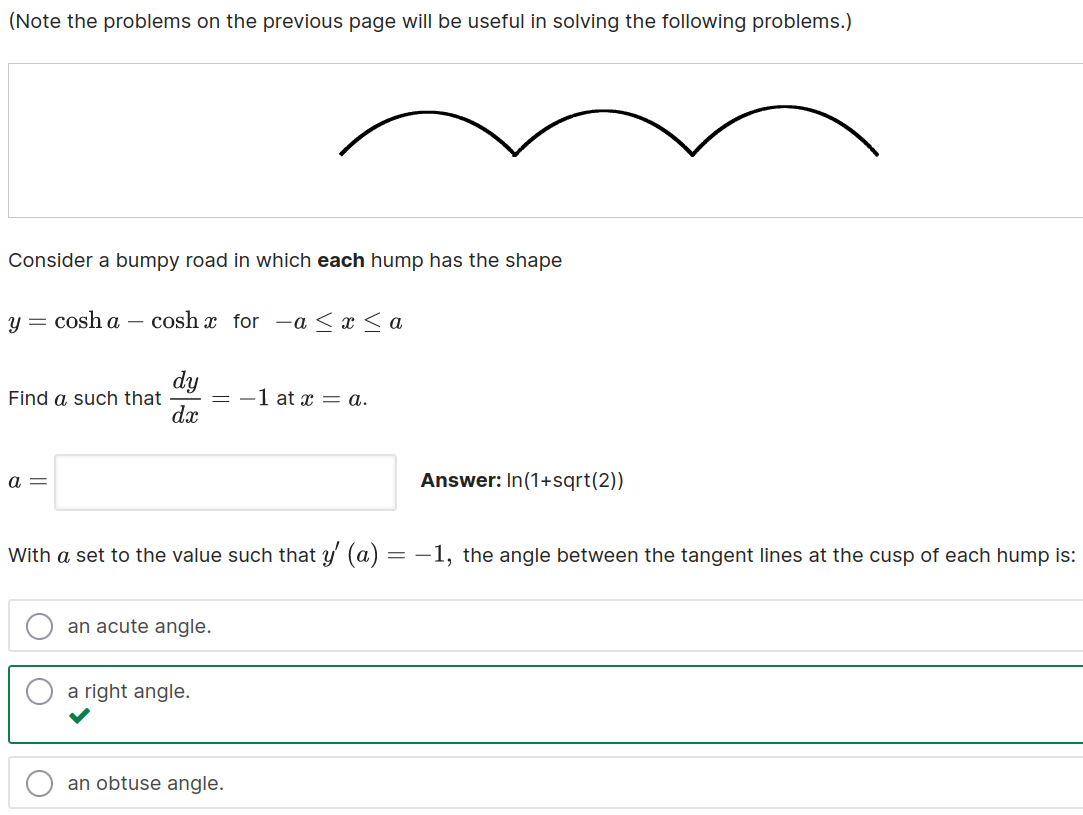 (Note the problems on the previous page will be useful in solving the following problems.)
Consider a bumpy road in which each hump has the shape
y = cosh a − cosh x for −a ≤ x ≤ a
Find a such that dy/dx = −1 at x = a.
a = Answer: ln(1+sqrt(2))
With a set to the value such that y′ (a) = −1, the angle between the tangent lines at the cusp of each hump is:
an acute angle.
a right angle.
an obtuse angle.